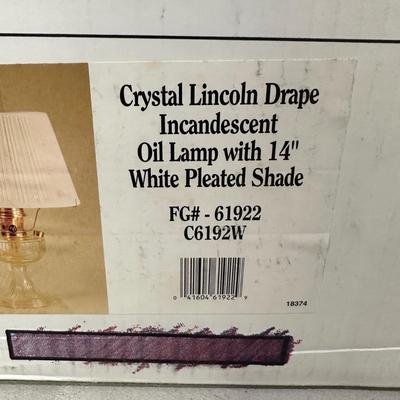 Crystal Lincoln Drape
Incandescent
Oil Lamp with 14"
White Pleated Shade
FG# - 61922
C6192W
0 41604 61922 9
18374